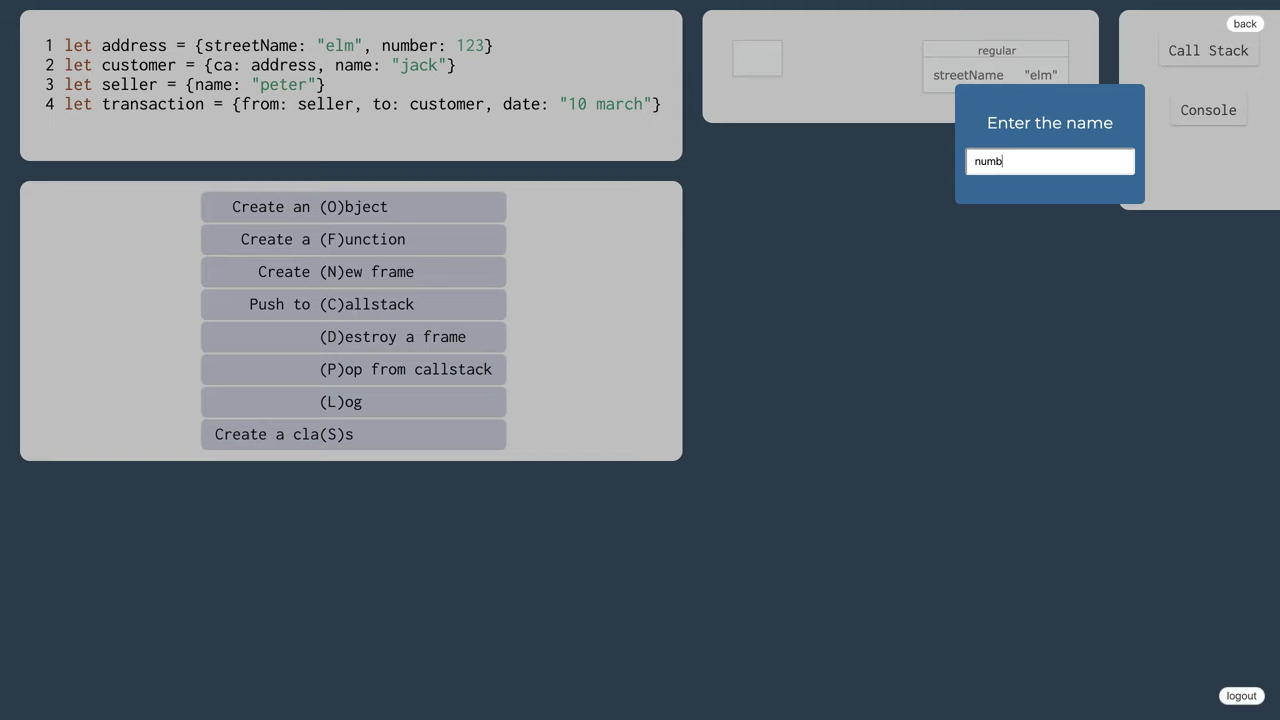 1 let address = {streetName: "elm", number: 123}
2 let customer = {ca: address, name: "jack"}
3 let seller = {name: "peter"}
4 let transaction = {from: seller, to: customer, date: "10 march"}
regular
streetName "elm"
back
Call Stack
Console
Enter the name
numb
Create an (O)bject
Create a (F)unction
Create (N)ew frame
Push to (C)allstack
(D)estroy a frame
(P)op from callstack
(L)og
Create a cla(S)s
logout